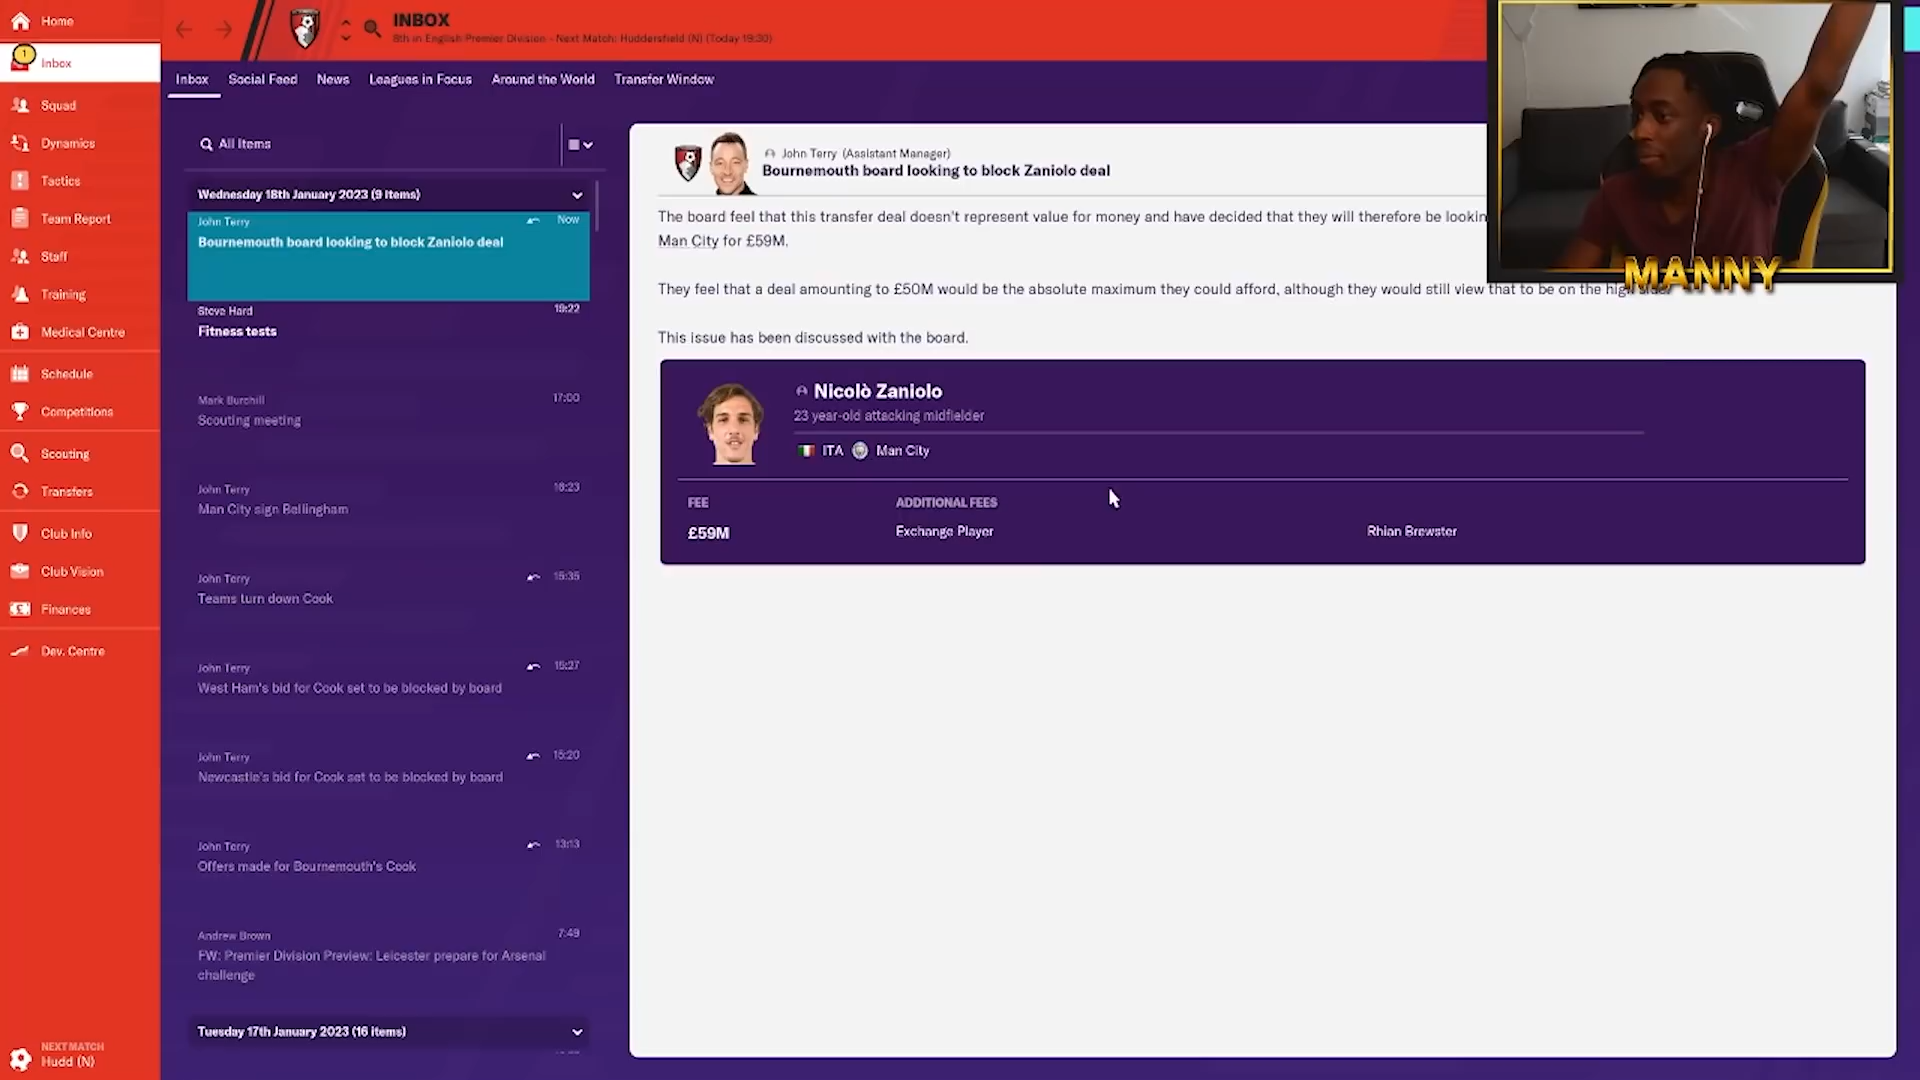 Home
Inbox
1
Squad
Dynamics
Tactics
Team Report
Staff
Training
Medical Centre
Schedule
Competitions
Scouting
Transfers
Club Info
Club Vision
Finances
Dev. Centre
NEXT MATCH
Hudd (N)
INBOX
8th in English Premier Division - Next Match: Huddersfield (N) (Today 19:30)
Inbox Social Feed News Leagues in Focus Around the World Transfer Window
All Items
Wednesday 18th January 2023 (9 items)
John Terry Now
Bournemouth board looking to block Zaniolo deal
Steve Hard 19:22
Fitness tests
Mark Burchill 17:00
Scouting meeting
John Terry 16:23
Man City sign Bellingham
John Terry 15:35
Teams turn down Cook
John Terry 15:27
West Ham's bid for Cook set to be blocked by board
John Terry 15:20
Newcastle's bid for Cook set to be blocked by board
John Terry 13:13
Offers made for Bournemouth's Cook
Andrew Brown 7:49
FW: Premier Division Preview: Leicester prepare for Arsenal
challenge
Tuesday 17th January 2023 (16 items)
John Terry (Assistant Manager)
Bournemouth board looking to block Zaniolo deal
The board feel that this transfer deal doesn't represent value for money and have decided that they will therefore be lookin
Man City for £59M.
They feel that a deal amounting to £50M would be the absolute maximum they could afford, although they would still view that to be on the high side.
This issue has been discussed with the board.
Nicolò Zaniolo
23 year-old attacking midfielder
ITA Man City
FEE ADDITIONAL FEES
£59M Exchange Player Rhian Brewster
MANNY